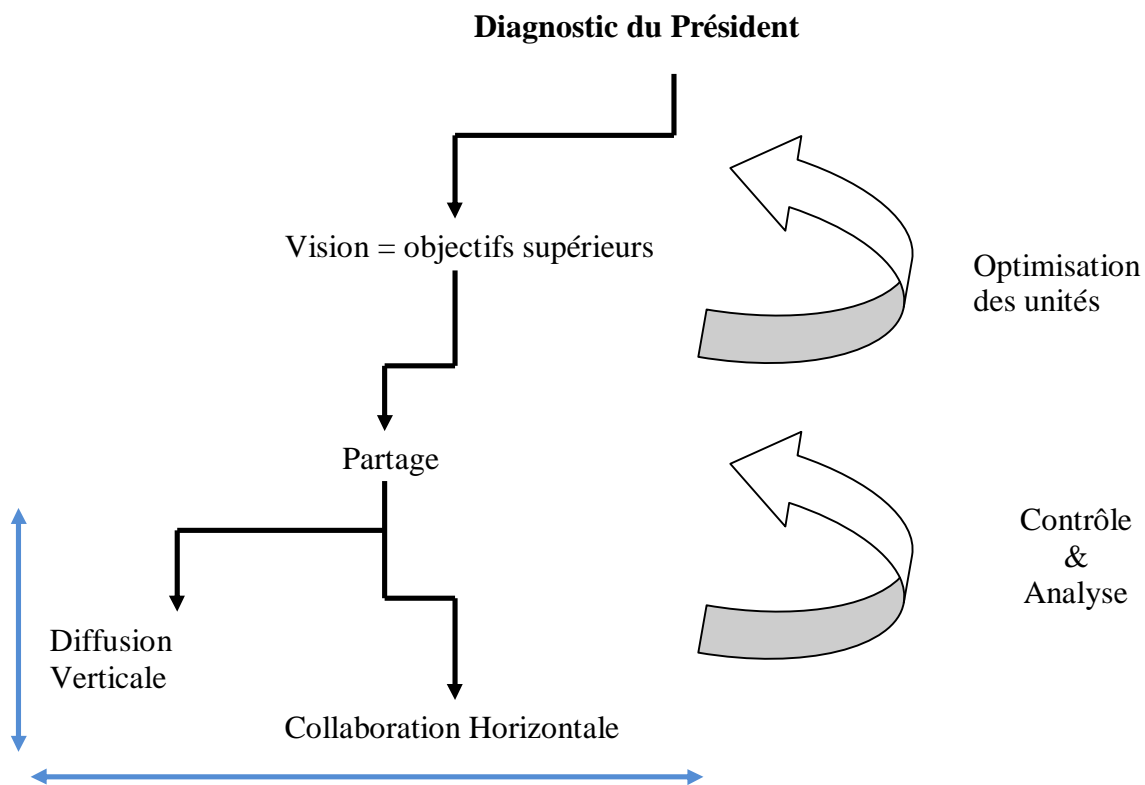 Diagnostic du Président
Vision = objectifs supérieurs
Optimisation
des unités
Partage
Contrôle
&
Analyse
Diffusion
Verticale
Collaboration Horizontale